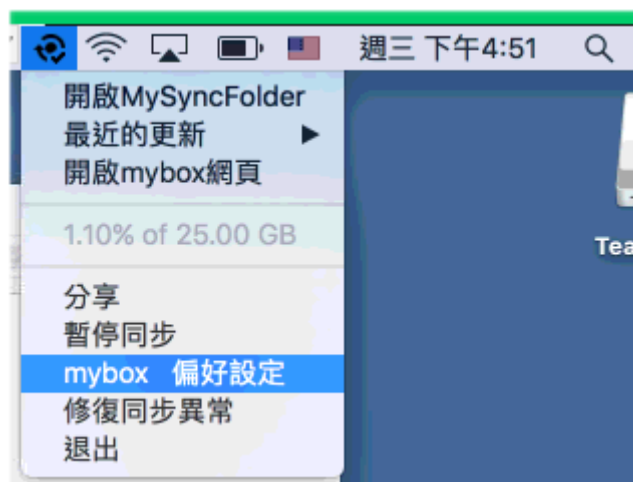 週三 下午4:51
開啟MySyncFolder
最近的更新
開啟mybox網頁
1.10% of 25.00 GB
分享
暫停同步
mybox 偏好設定
修復同步異常
退出
Tea